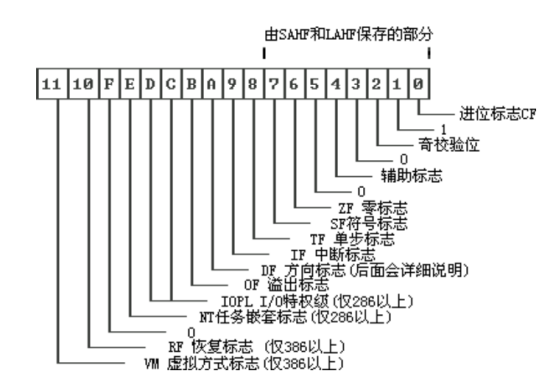 由SAHF和LAHF保存的部分
11 10 F E D C B A 9 8 7 6 5 4 3 2 1 0
进位标志CF
1
奇校验位
0
辅助标志
0
ZF 零标志
SF符号标志
TF 单步标志
IF 中断标志
DF 方向标志(后面会详细说明)
OF 溢出标志
IOPL I/O特权级(仅286以上)
NT任务嵌套标志(仅286以上)
0
RF 恢复标志 (仅386以上)
VM 虚拟方式标志(仅386以上)